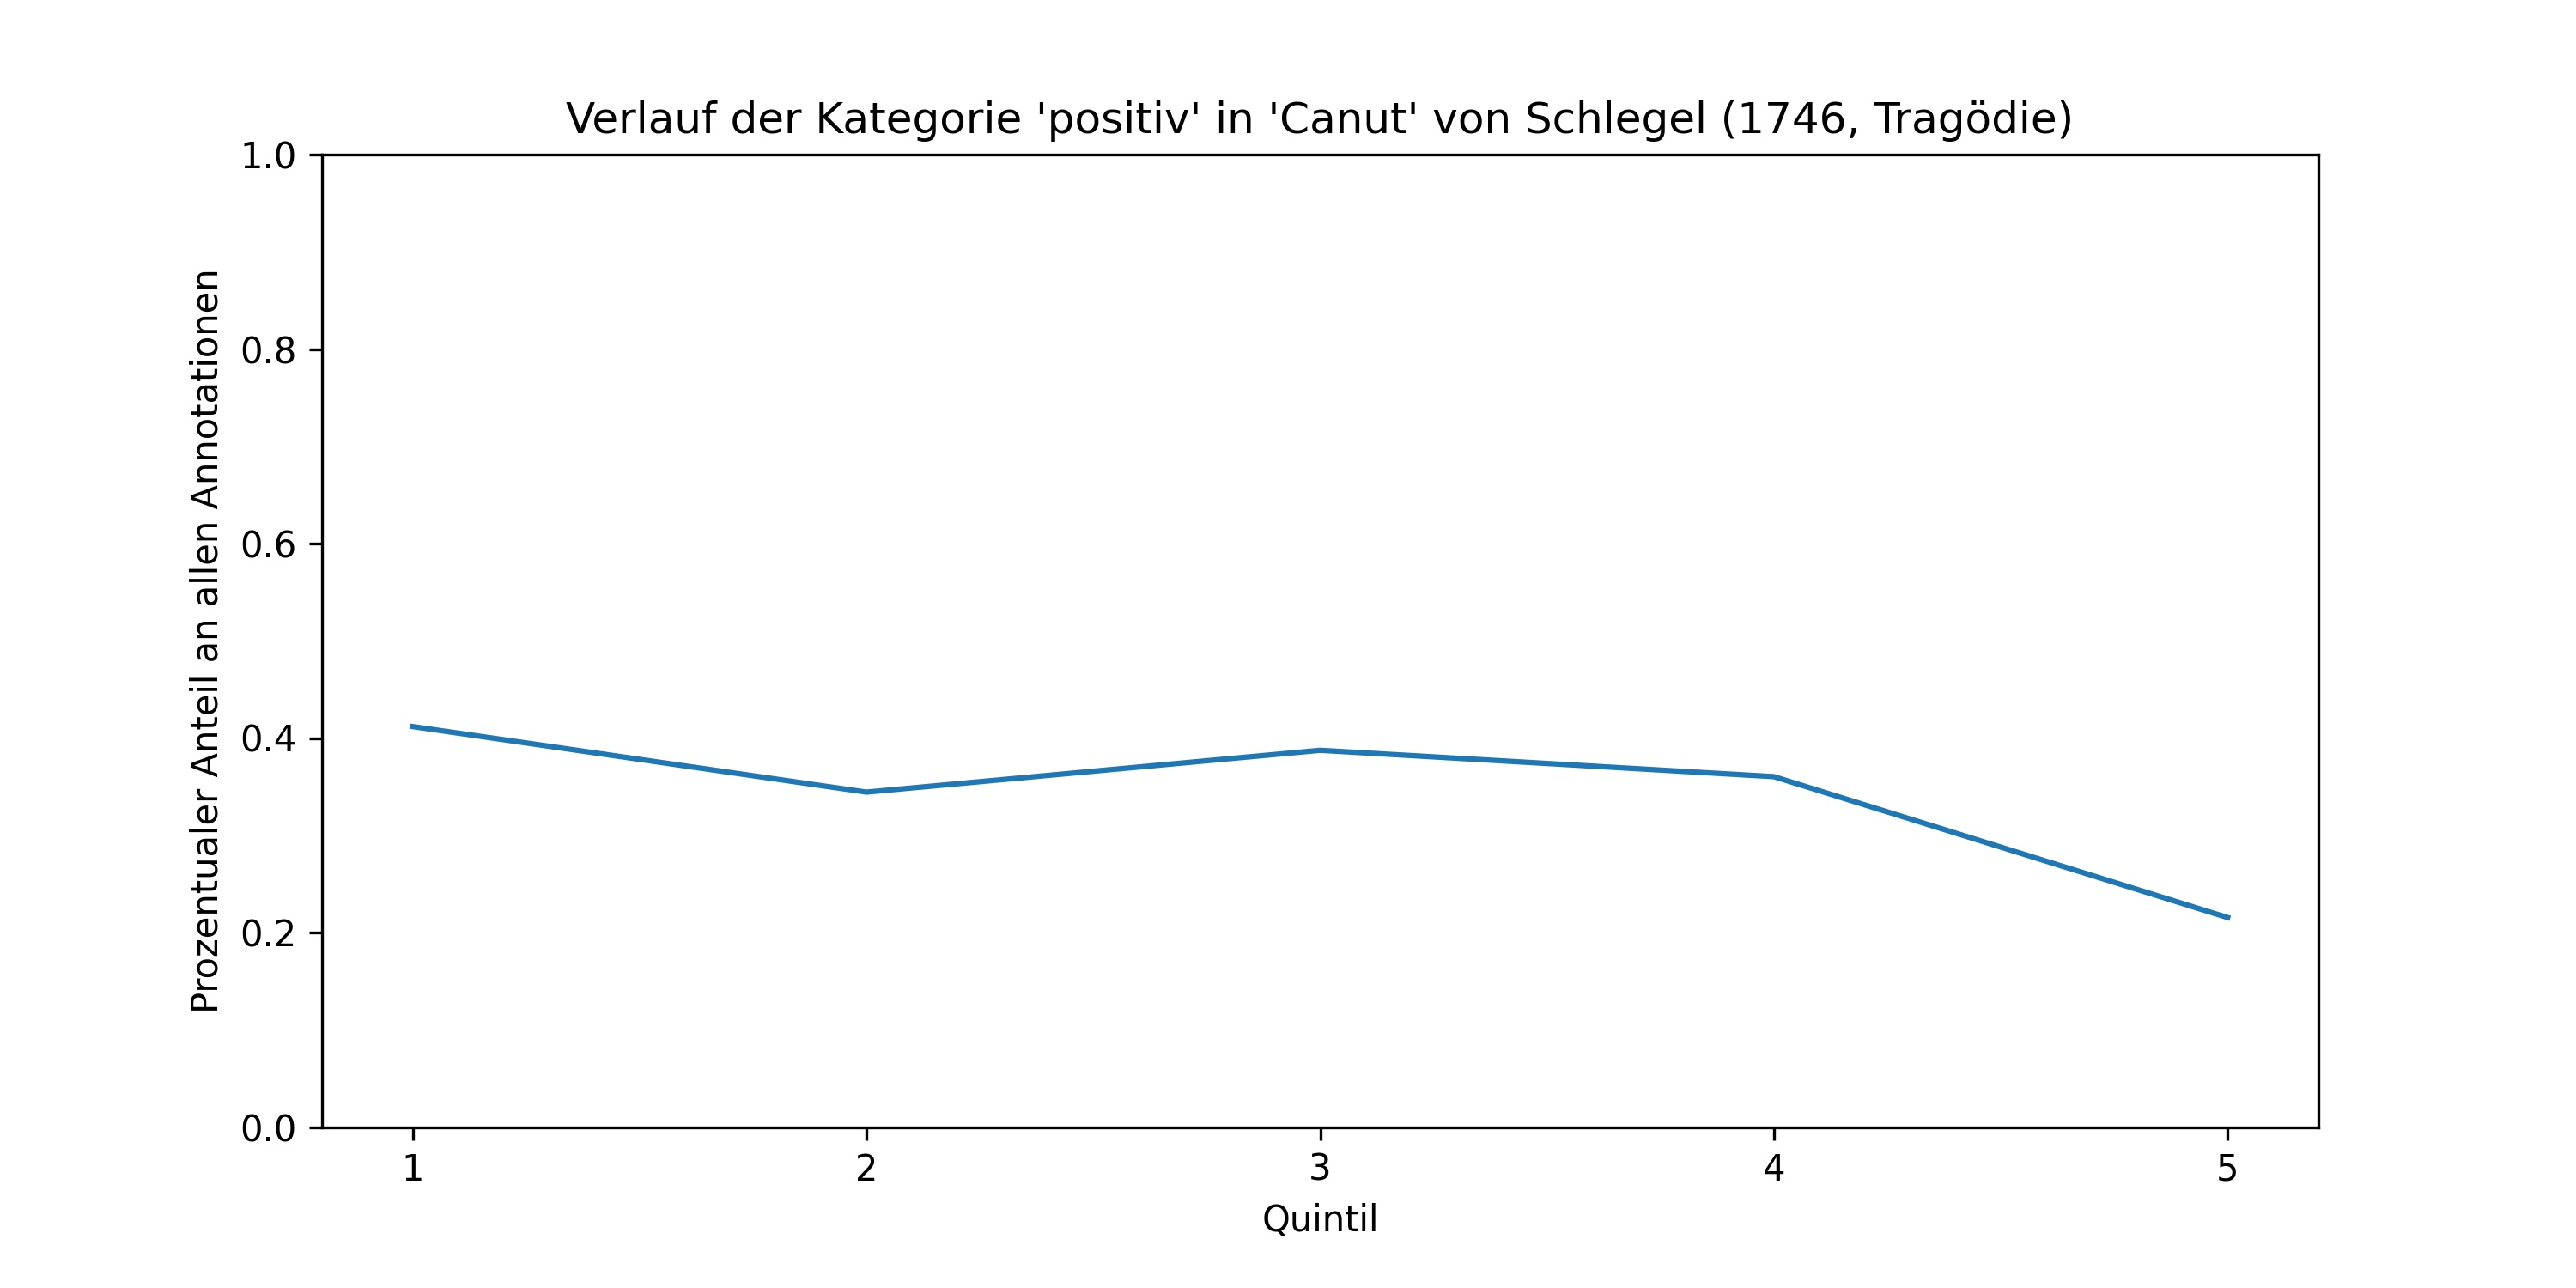 Verlauf der Kategorie 'positiv' in 'Canut' von Schlegel (1746, Tragödie)
Prozentualer Anteil an allen Annotationen
1.0
0.8
0.6
0.4
0.2
0.0
1 2 3 4 5
Quintil